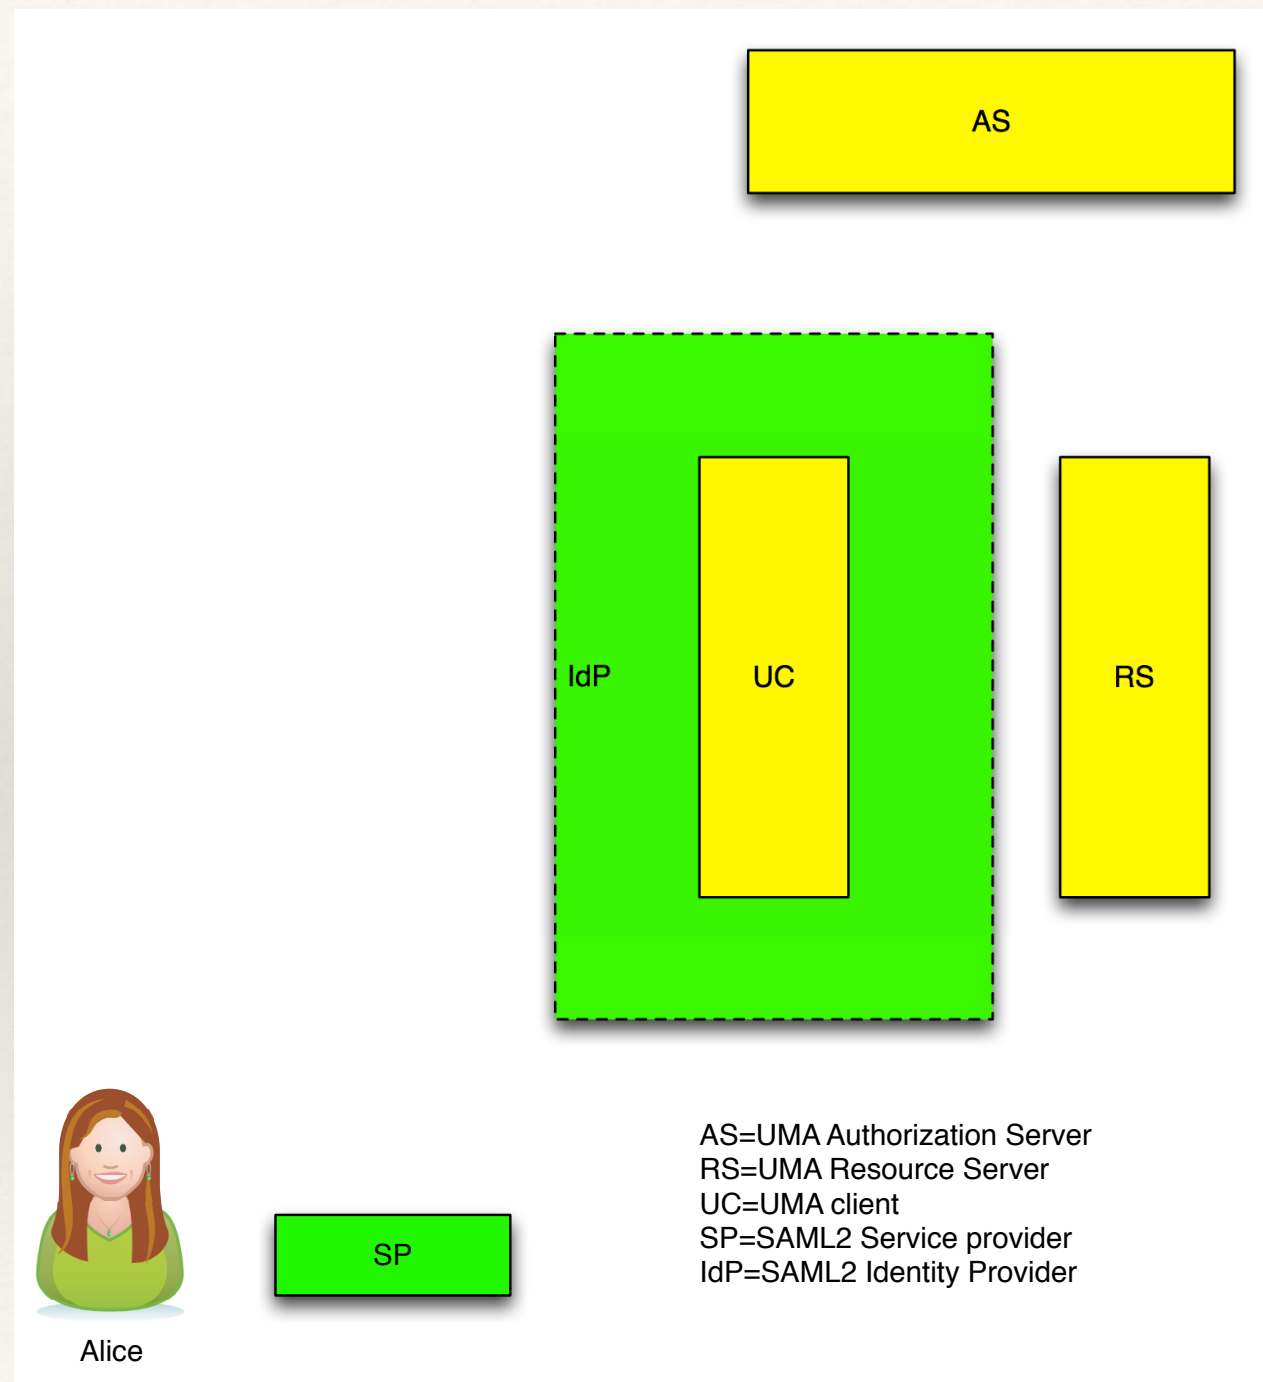 AS
IdP
UC
RS
AS=UMA Authorization Server
RS=UMA Resource Server
UC=UMA client
SP=SAML2 Service provider
IdP=SAML2 Identity Provider
SP
Alice